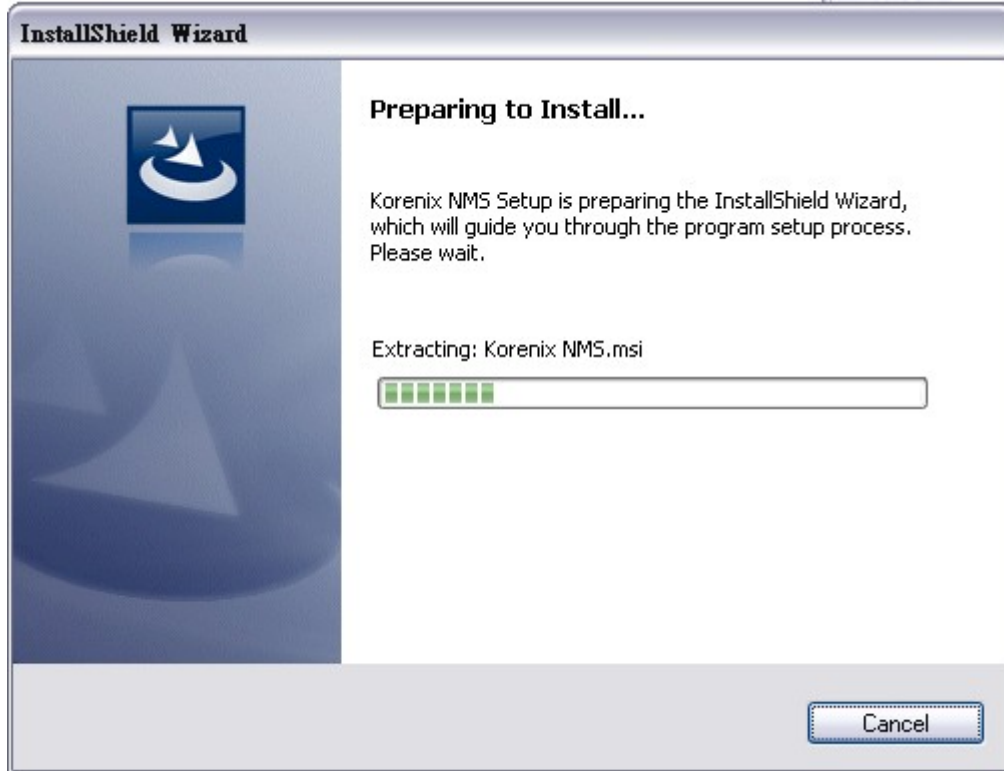 InstallShield Wizard
Preparing to Install...
Korenix NMS Setup is preparing the InstallShield Wizard,
which will guide you through the program setup process.
Please wait.
Extracting: Korenix NMS.msi
Cancel